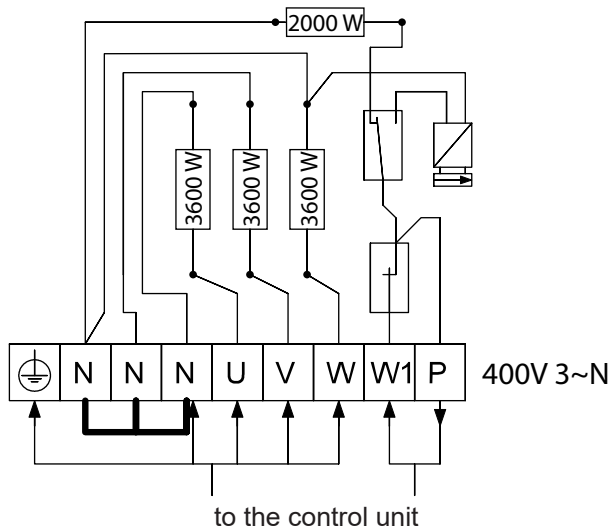 2000 W
3600 W
3600 W
3600 W
N N N U V W W1 P 400V 3~N
to the control unit